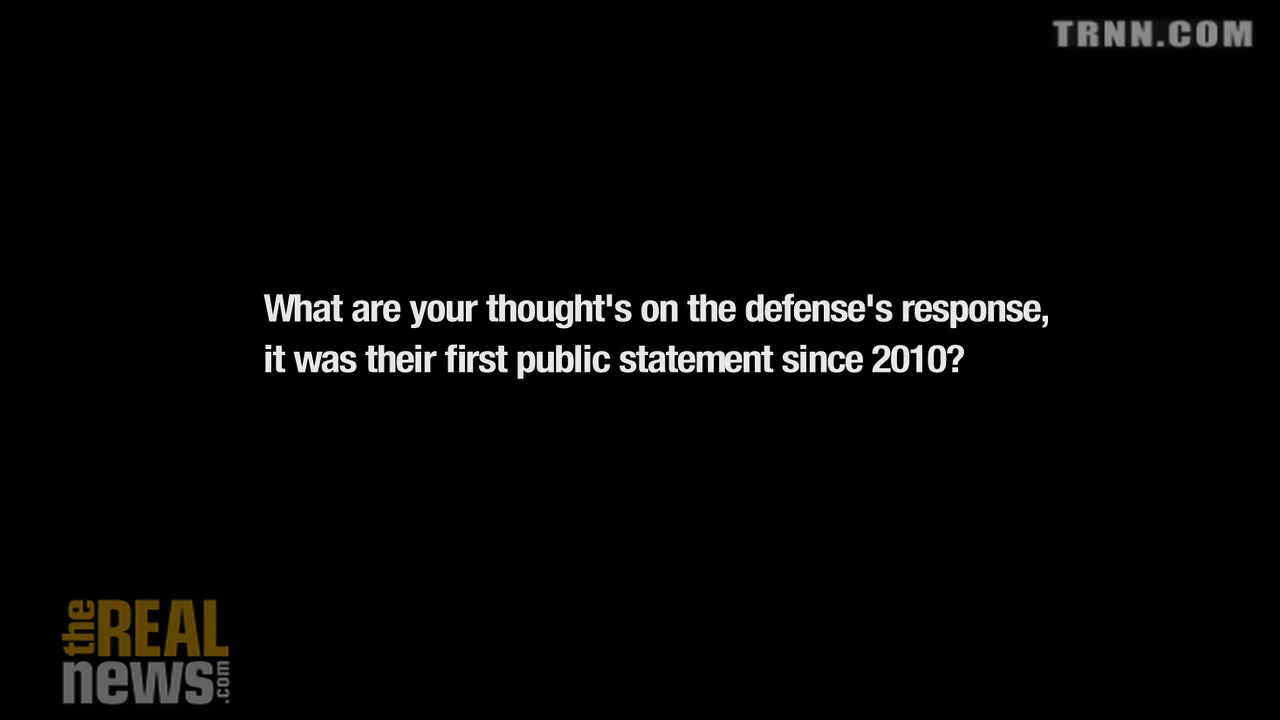 TRNN.COM
What are your thought's on the defense's response,
it was their first public statement since 2010?
the REAL
news.com